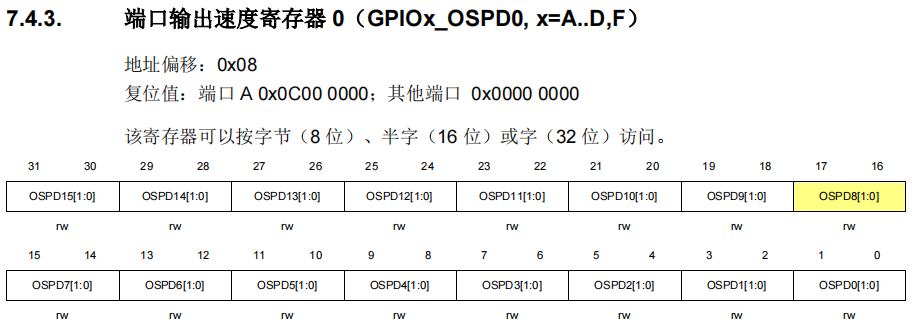 7.4.3. 端口输出速度寄存器 0（GPIOx_OSPD0, x=A..D,F）
地址偏移：0x08
复位值：端口 A 0x0C00 0000；其他端口 0x0000 0000
该寄存器可以按字节（8 位）、半字（16 位）或字（32 位）访问。
31 30 29 28 27 26 25 24 23 22 21 20 19 18 17 16
OSPD15[1:0] OSPD14[1:0] OSPD13[1:0] OSPD12[1:0] OSPD11[1:0] OSPD10[1:0] OSPD9[1:0] OSPD8[1:0]
rw rw rw rw rw rw rw rw
15 14 13 12 11 10 9 8 7 6 5 4 3 2 1 0
OSPD7[1:0] OSPD6[1:0] OSPD5[1:0] OSPD4[1:0] OSPD3[1:0] OSPD2[1:0] OSPD1[1:0] OSPD0[1:0]
rw rw rw rw rw rw rw rw